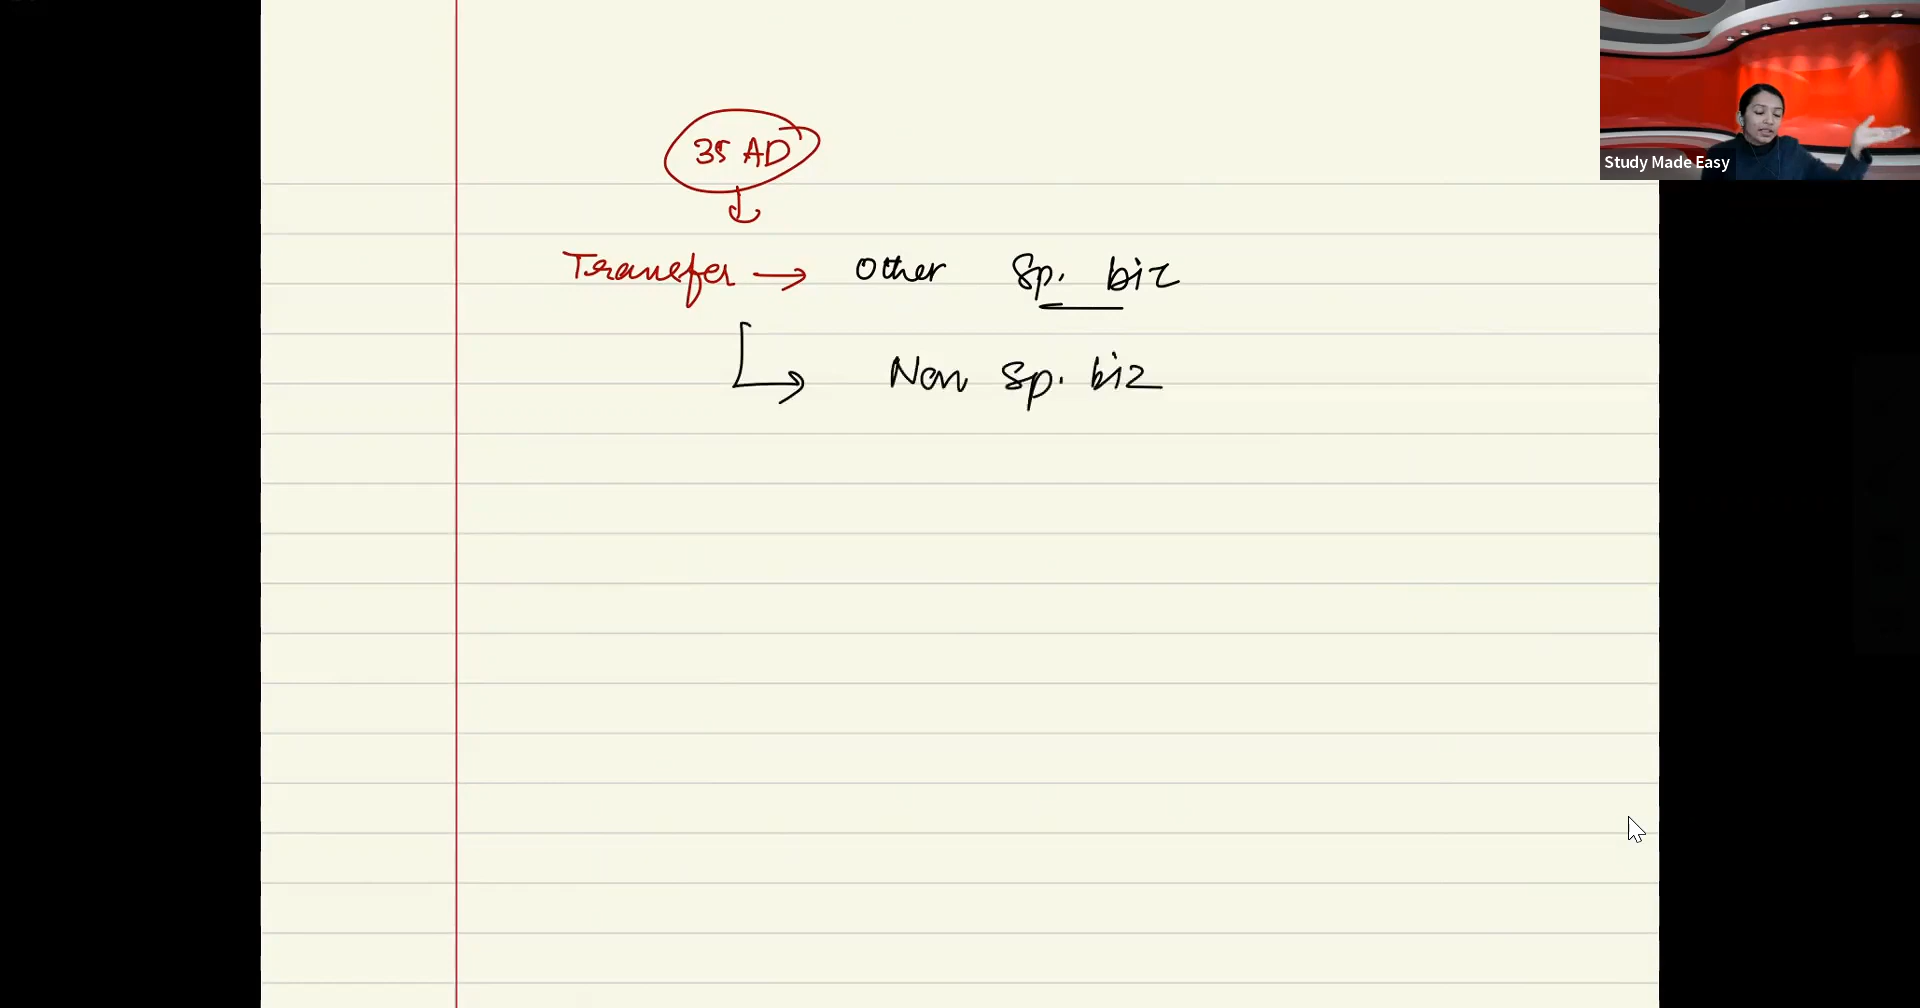 35 AD
Study Made Easy
Transfer → Other Sp. biz
Non Sp. biz